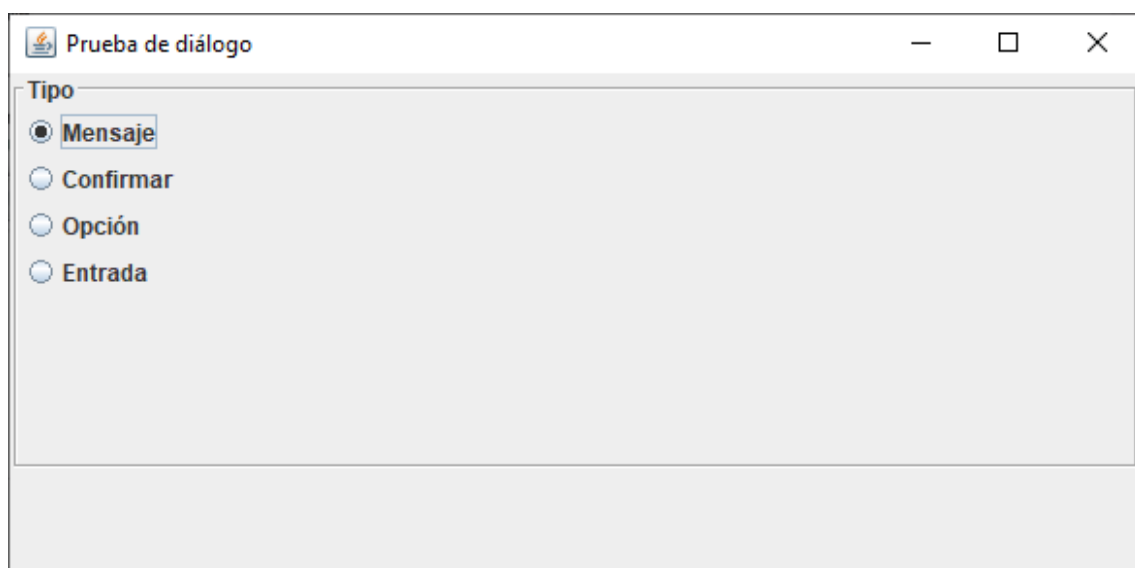 Prueba de diálogo
Tipo
Mensaje
Confirmar
Opción
Entrada